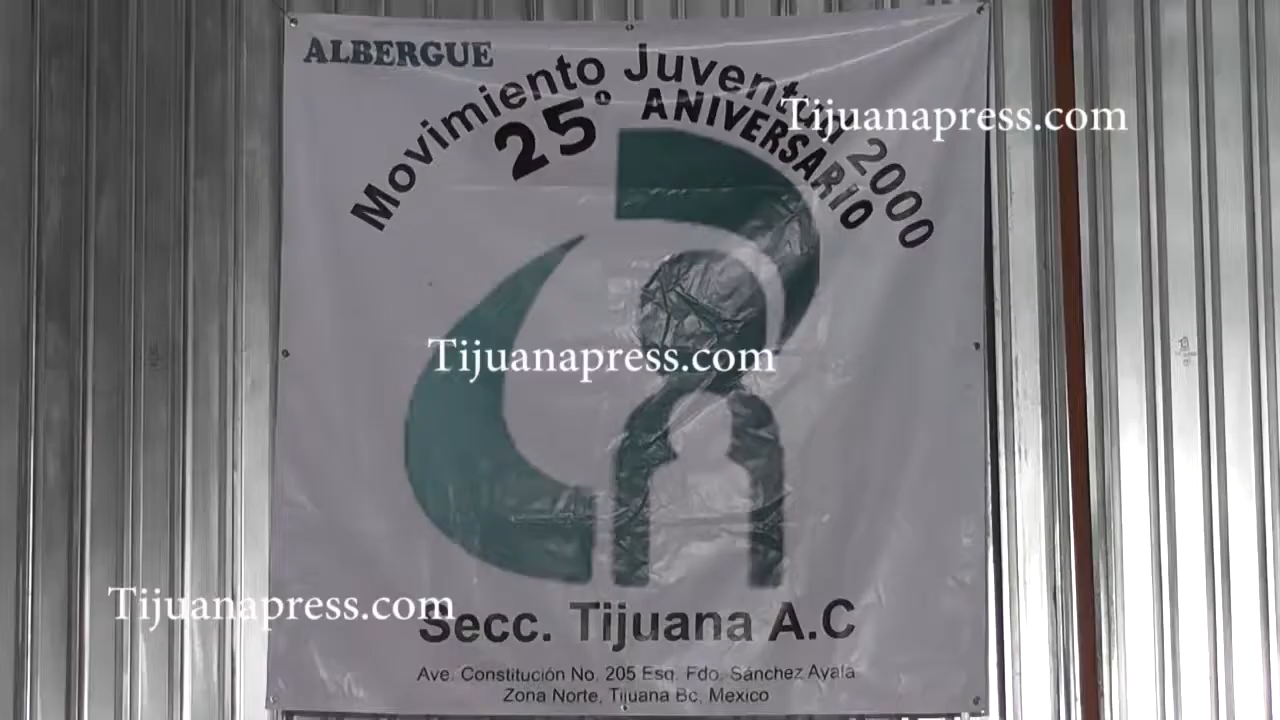 ALBERGUE
Movimiento Juventud 2000
25° ANIVERSARIO
Tijuanapress.com
Tijuanapress.com
Tijuanapress.com
Secc. Tijuana A.C
Ave. Constitución No. 205 Esq. Fdo. Sánchez Ayala
Zona Norte, Tijuana Bc, Mexico